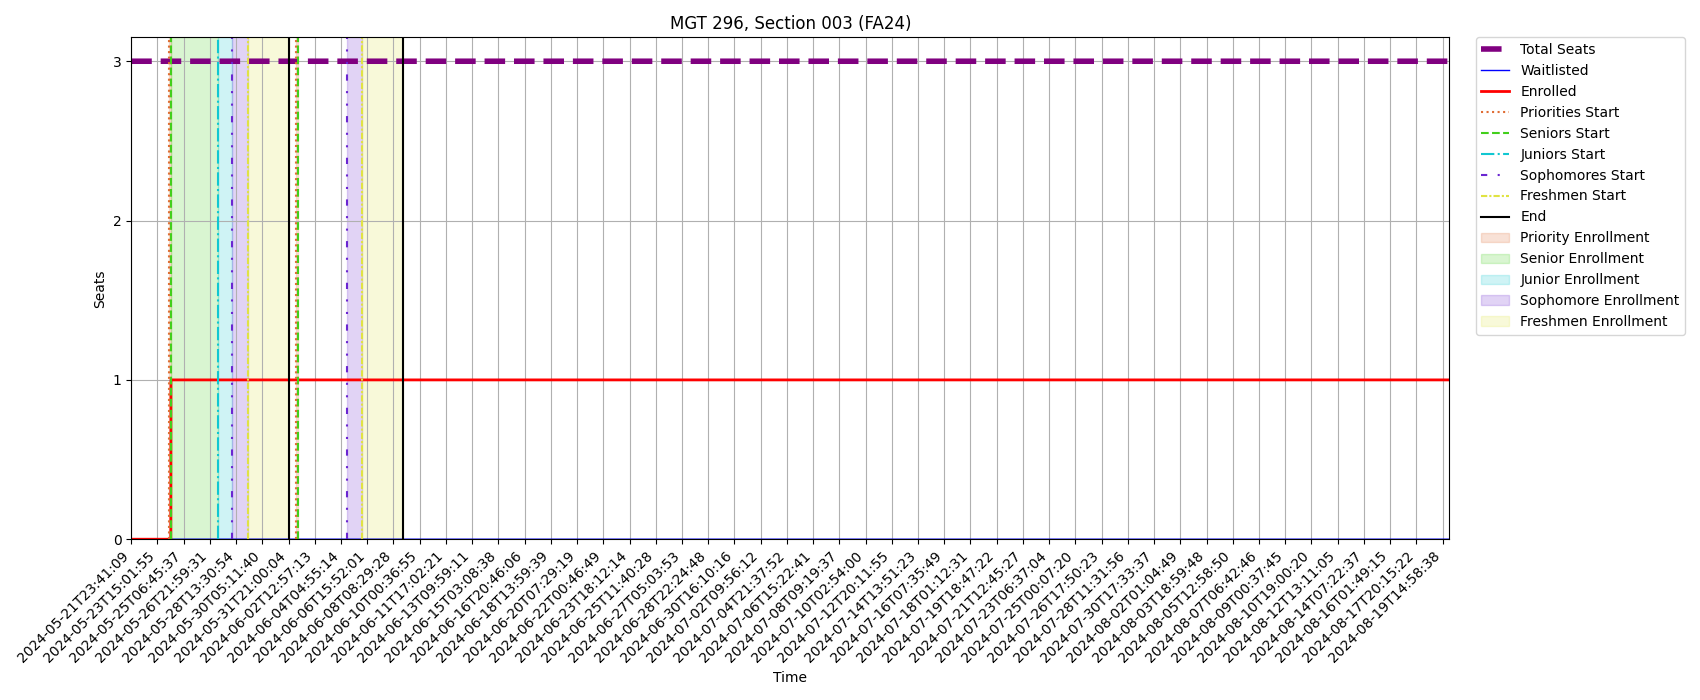 MGT 296, Section 003 (FA24)
Seats
3
2
1
0
2024-05-21T23:41:09
2024-05-23T15:01:55
2024-05-25T06:45:37
2024-05-26T21:59:31
2024-05-28T13:30:54
2024-05-30T05:11:40
2024-05-31T21:00:04
2024-06-02T12:57:13
2024-06-04T04:55:14
2024-06-06T15:52:01
2024-06-08T08:29:28
2024-06-10T00:36:55
2024-06-11T17:02:21
2024-06-13T09:59:11
2024-06-15T03:08:38
2024-06-16T20:46:06
2024-06-18T13:59:39
2024-06-20T07:29:19
2024-06-22T00:46:49
2024-06-23T18:12:14
2024-06-25T11:40:28
2024-06-27T05:03:53
2024-06-28T22:24:48
2024-06-30T16:10:16
2024-07-02T09:56:12
2024-07-04T21:37:52
2024-07-06T15:22:41
2024-07-08T09:19:37
2024-07-10T02:54:00
2024-07-12T20:11:55
2024-07-14T13:51:23
2024-07-16T07:35:49
2024-07-18T01:12:31
2024-07-19T18:47:22
2024-07-21T12:45:27
2024-07-23T06:37:04
2024-07-25T00:07:20
2024-07-26T17:50:23
2024-07-28T11:31:56
2024-07-30T17:33:37
2024-08-02T01:04:49
2024-08-03T18:59:48
2024-08-05T12:58:50
2024-08-07T06:42:46
2024-08-09T00:37:45
2024-08-10T19:00:20
2024-08-12T13:11:05
2024-08-14T07:22:37
2024-08-16T01:49:15
2024-08-17T20:15:22
2024-08-19T14:58:38
Time
Total Seats
Waitlisted
Enrolled
Priorities Start
Seniors Start
Juniors Start
Sophomores Start
Freshmen Start
End
Priority Enrollment
Senior Enrollment
Junior Enrollment
Sophomore Enrollment
Freshmen Enrollment